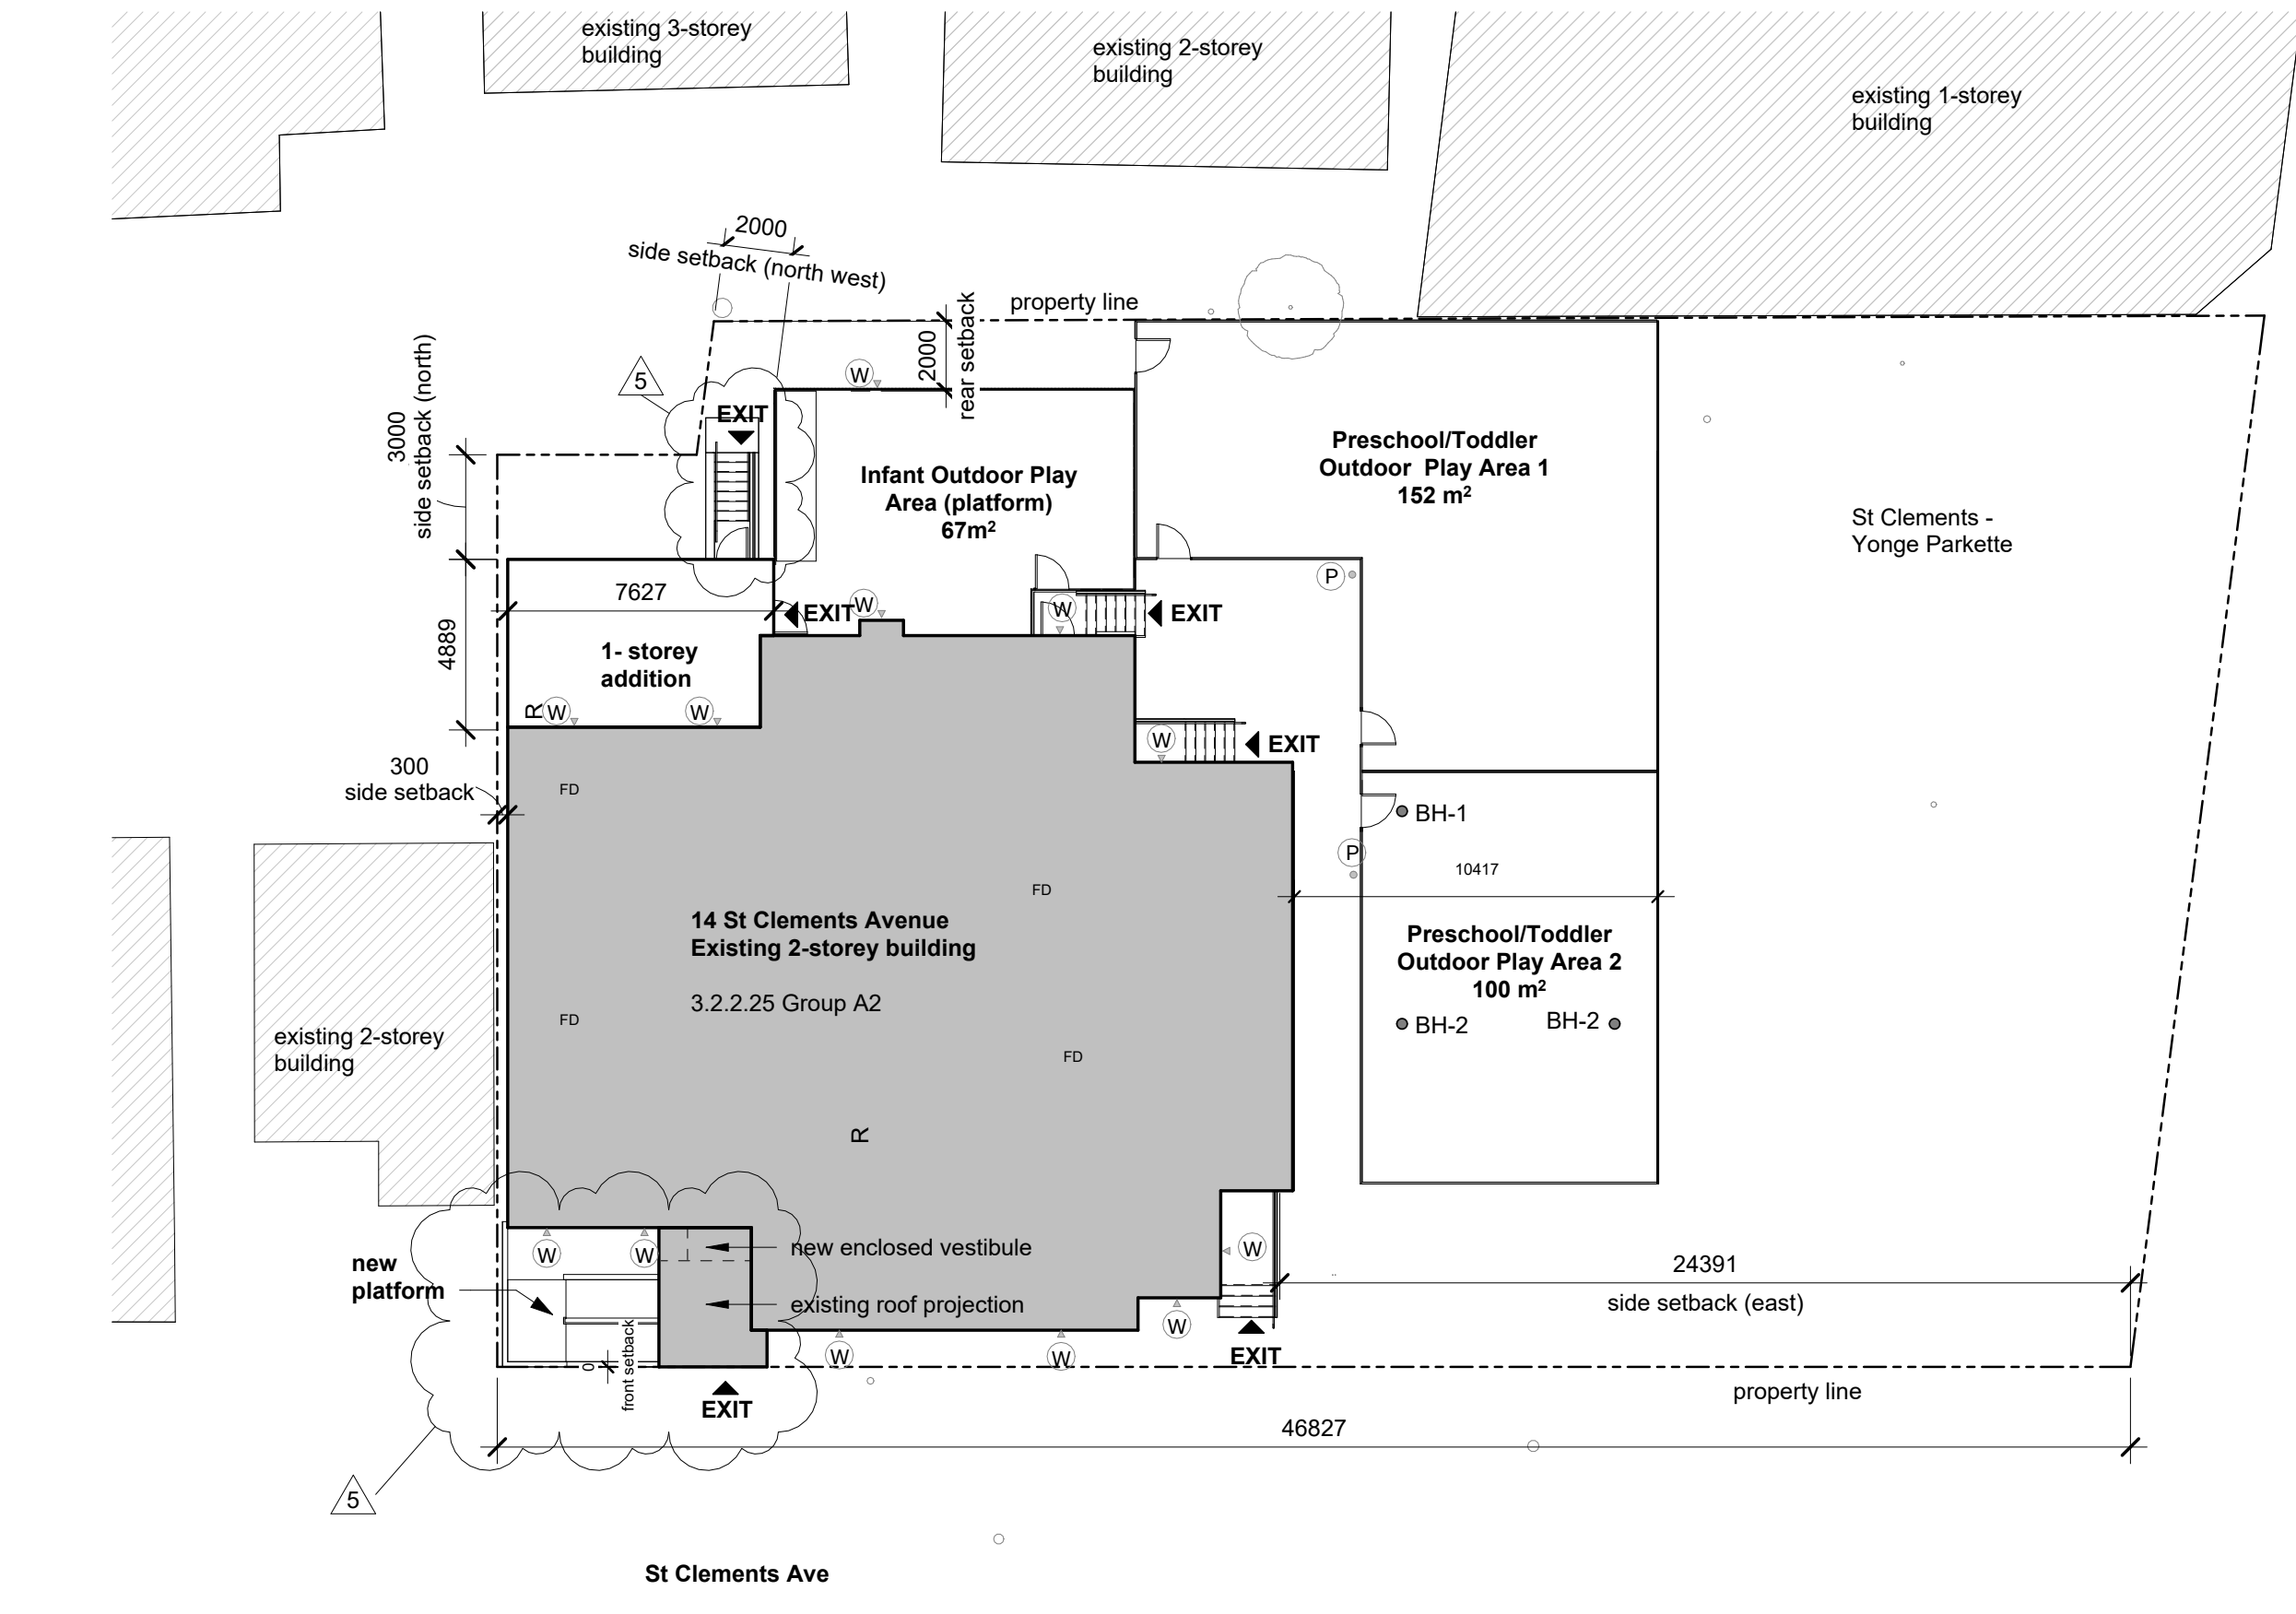 existing 3-storey
building
existing 2-storey
building
existing 1-storey
building
2000
side setback (north west)
property line
2000
rear setback
3000
side setback (north)
5
W
EXIT
Infant Outdoor Play
Area (platform)
67m²
Preschool/Toddler
Outdoor Play Area 1
152 m²
St Clements -
Yonge Parkette
7627
EXIT
W
W
EXIT
P
4889
1- storey
addition
R
W
W
W
EXIT
300
side setback
FD
BH-1
P
10417
FD
14 St Clements Avenue
Existing 2-storey building
3.2.2.25 Group A2
Preschool/Toddler
Outdoor Play Area 2
100 m²
BH-2
BH-2
FD
FD
existing 2-storey
building
R
W
W
new enclosed vestibule
W
new
platform
existing roof projection
24391
side setback (east)
W
W
W
EXIT
0
front setback
EXIT
property line
46827
5
St Clements Ave